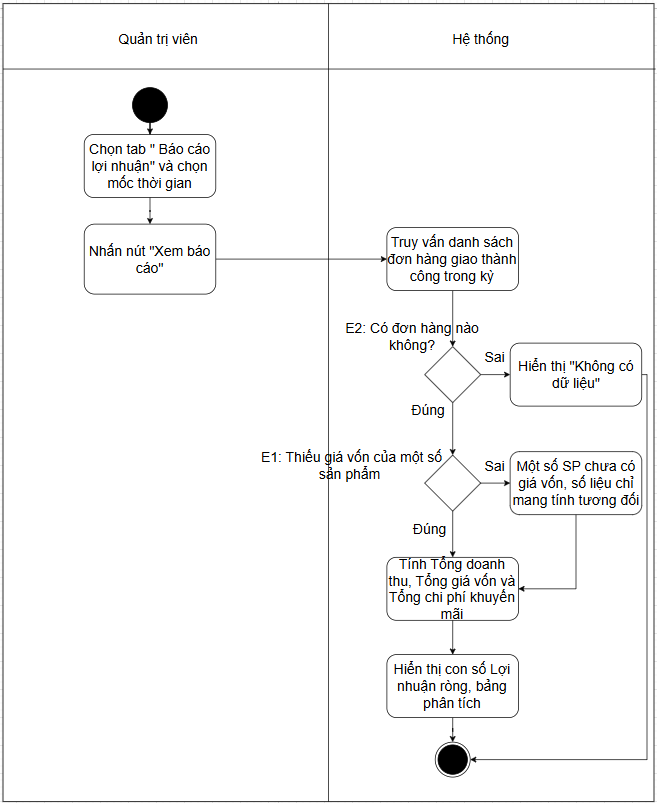 Quản trị viên
Hệ thống
Chọn tab " Báo cáo
lợi nhuận" và chọn
mốc thời gian
Nhấn nút "Xem báo
cáo"
Truy vấn danh sách
đơn hàng giao thành
công trong kỳ
E2: Có đơn hàng nào
không?
Sai
Hiển thị "Không có
dữ liệu"
Đúng
E1: Thiếu giá vốn của một số
sản phẩm
Sai
Một số SP chưa có
giá vốn, số liệu chỉ
mang tính tương đối
Đúng
Tính Tổng doanh
thu, Tổng giá vốn và
Tổng chi phí khuyến
mãi
Hiển thị con số Lợi
nhuận ròng, bảng
phân tích